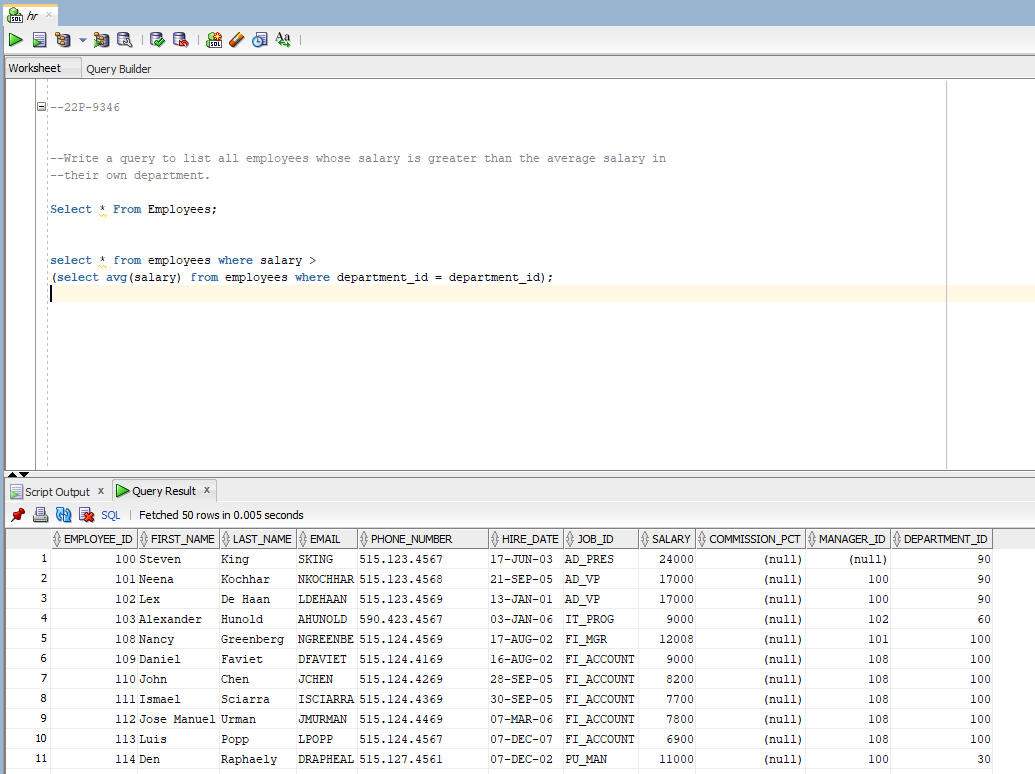 hr
SQL
Aa
Worksheet
Query Builder
--22P-9346
--Write a query to list all employees whose salary is greater than the average salary in
--their own department.
Select * From Employees;
select * from employees where salary >
(select avg(salary) from employees where department_id = department_id);
Script Output x
Query Result x
SQL | Fetched 50 rows in 0.005 seconds
EMPLOYEE_ID FIRST_NAME LAST_NAME EMAIL PHONE_NUMBER HIRE_DATE JOB_ID SALARY COMMISSION_PCT MANAGER_ID DEPARTMENT_ID
1 100 Steven King SKING 515.123.4567 17-JUN-03 AD_PRES 24000 (null) (null) 90
2 101 Neena Kochhar NKOCHHAR 515.123.4568 21-SEP-05 AD_VP 17000 (null) 100 90
3 102 Lex De Haan LDEHAAN 515.123.4569 13-JAN-01 AD_VP 17000 (null) 100 90
4 103 Alexander Hunold AHUNOLD 590.423.4567 03-JAN-06 IT_PROG 9000 (null) 102 60
5 108 Nancy Greenberg NGREENBE 515.124.4569 17-AUG-02 FI_MGR 12008 (null) 101 100
6 109 Daniel Faviet DFAVIET 515.124.4169 16-AUG-02 FI_ACCOUNT 9000 (null) 108 100
7 110 John Chen JCHEN 515.124.4269 28-SEP-05 FI_ACCOUNT 8200 (null) 108 100
8 111 Ismael Sciarra ISCIARRA 515.124.4369 30-SEP-05 FI_ACCOUNT 7700 (null) 108 100
9 112 Jose Manuel Urman JMURMAN 515.124.4469 07-MAR-06 FI_ACCOUNT 7800 (null) 108 100
10 113 Luis Popp LPOPP 515.124.4567 07-DEC-07 FI_ACCOUNT 6900 (null) 108 100
11 114 Den Raphaely DRAPHEAL 515.127.4561 07-DEC-02 PU_MAN 11000 (null) 100 30